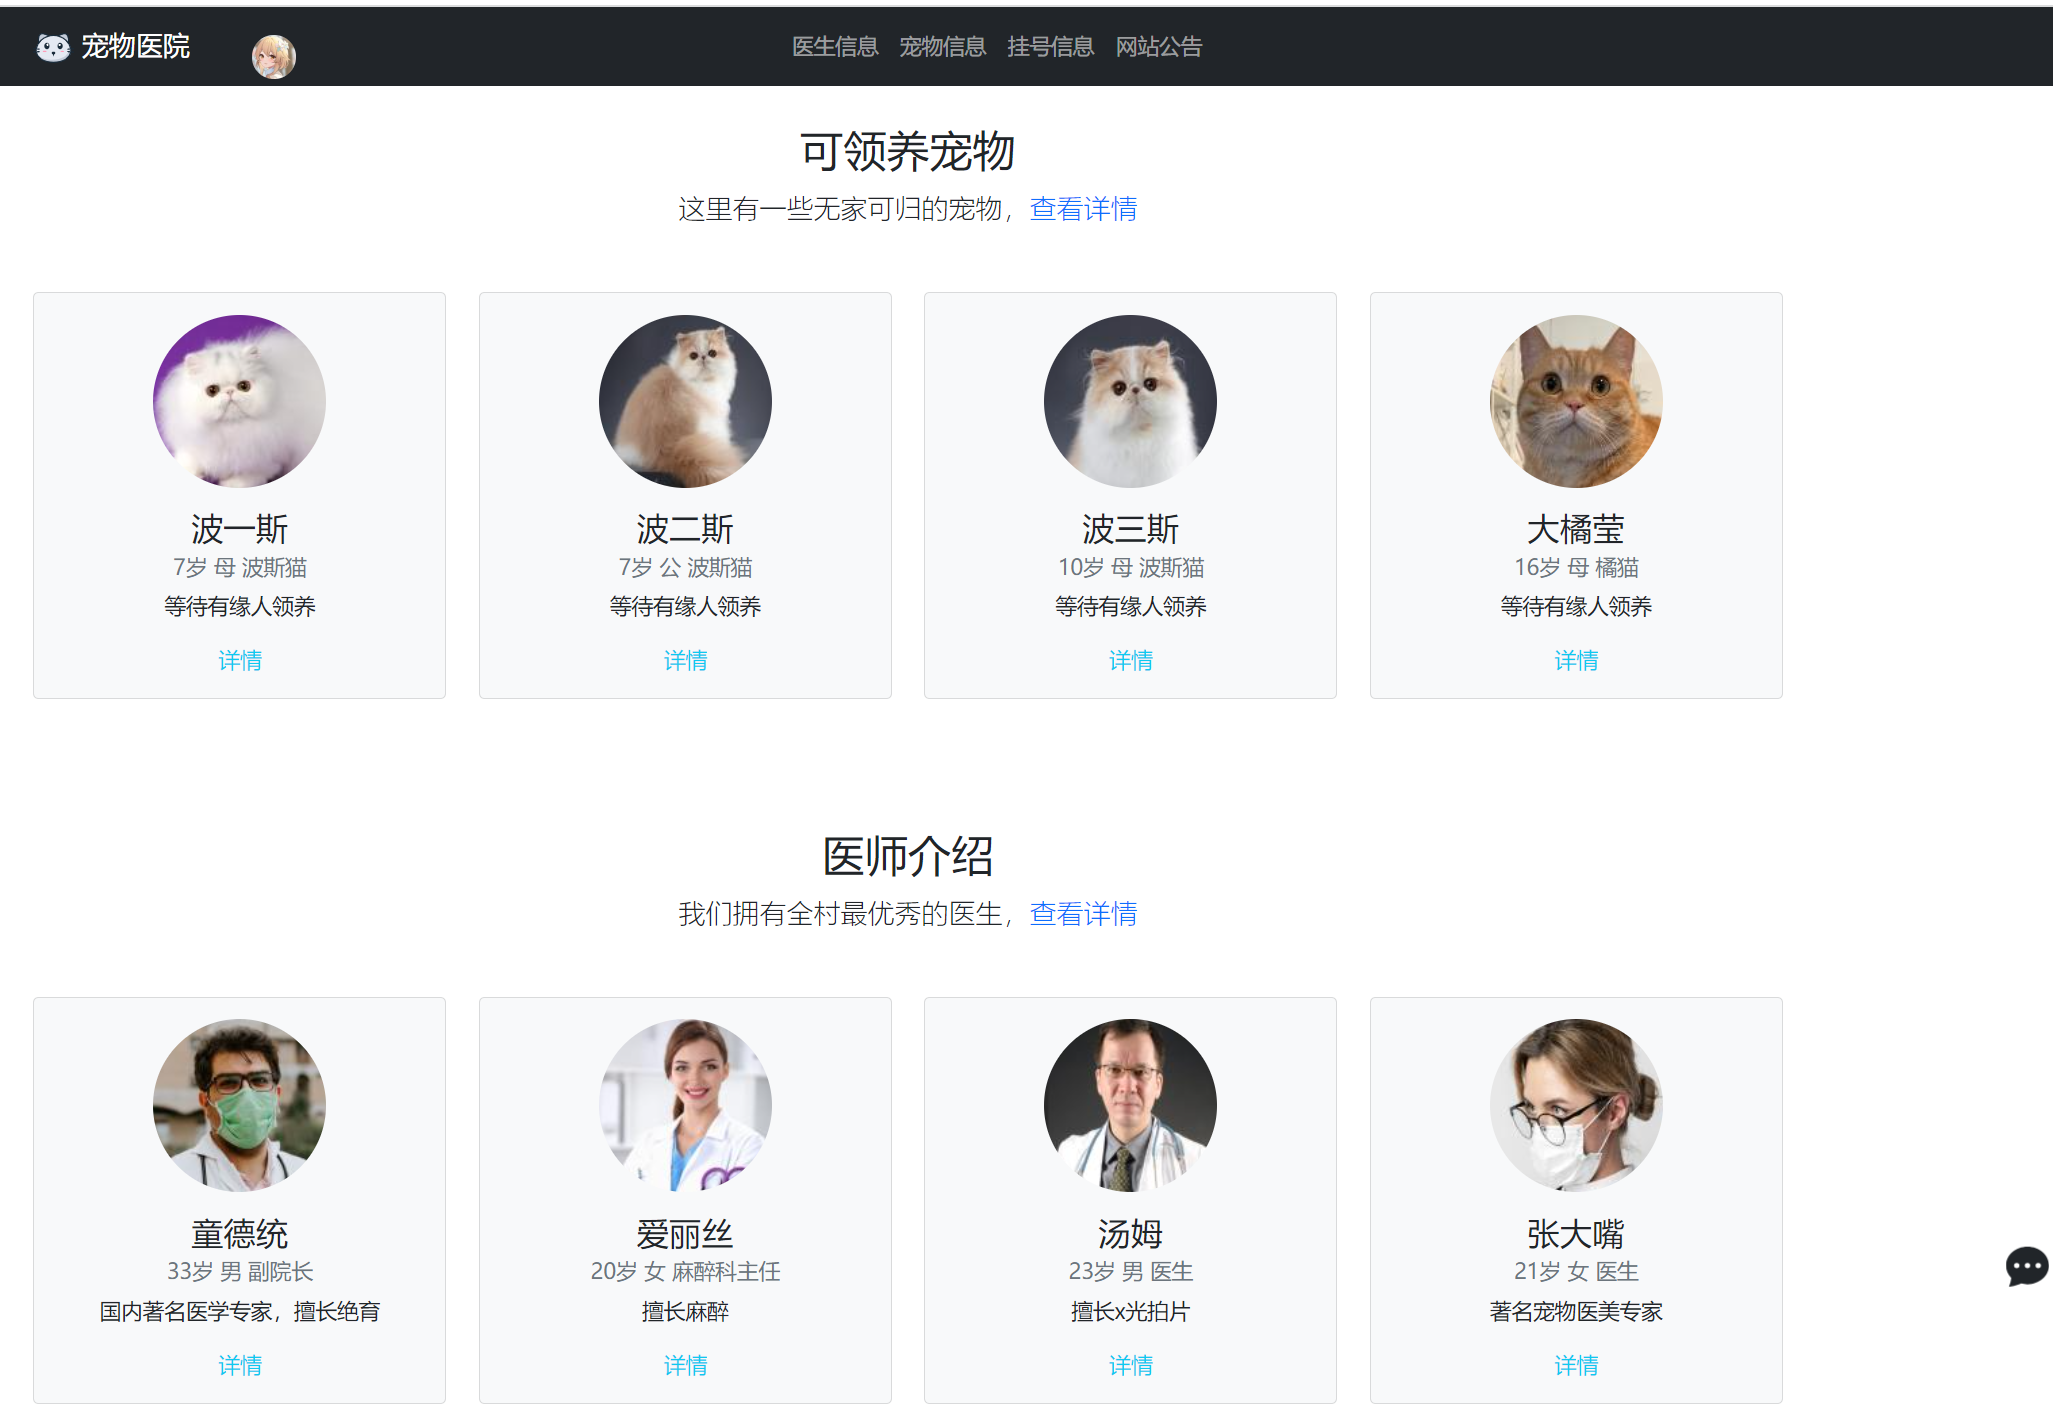 宠物医院
医生信息 宠物信息 挂号信息 网站公告
可领养宠物
这里有一些无家可归的宠物，查看详情
波一斯
7岁 母 波斯猫
等待有缘人领养
详情
波二斯
7岁 公 波斯猫
等待有缘人领养
详情
波三斯
10岁 母 波斯猫
等待有缘人领养
详情
大橘莹
16岁 母 橘猫
等待有缘人领养
详情
医师介绍
我们拥有全村最优秀的医生，查看详情
童德统
33岁 男 副院长
国内著名医学专家，擅长绝育
详情
爱丽丝
20岁 女 麻醉科主任
擅长麻醉
详情
汤姆
23岁 男 医生
擅长x光拍片
详情
张大嘴
21岁 女 医生
著名宠物医美专家
详情